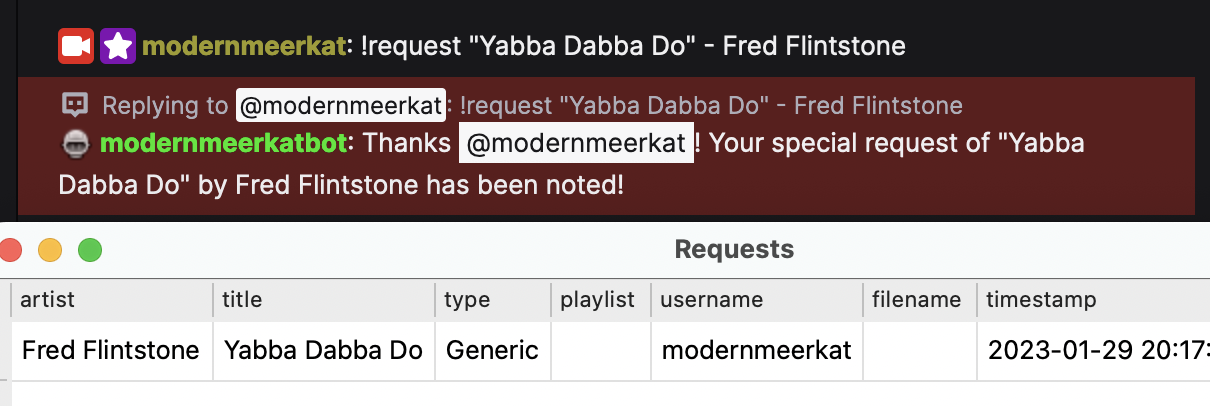 modernmeerkat: !request "Yabba Dabba Do" - Fred Flintstone
Replying to @modernmeerkat: !request "Yabba Dabba Do" - Fred Flintstone
modernmeerkatbot: Thanks @modernmeerkat! Your special request of "Yabba
Dabba Do" by Fred Flintstone has been noted!
Requests
artist title type playlist username filename timestamp
Fred Flintstone Yabba Dabba Do Generic modernmeerkat 2023-01-29 20:17: